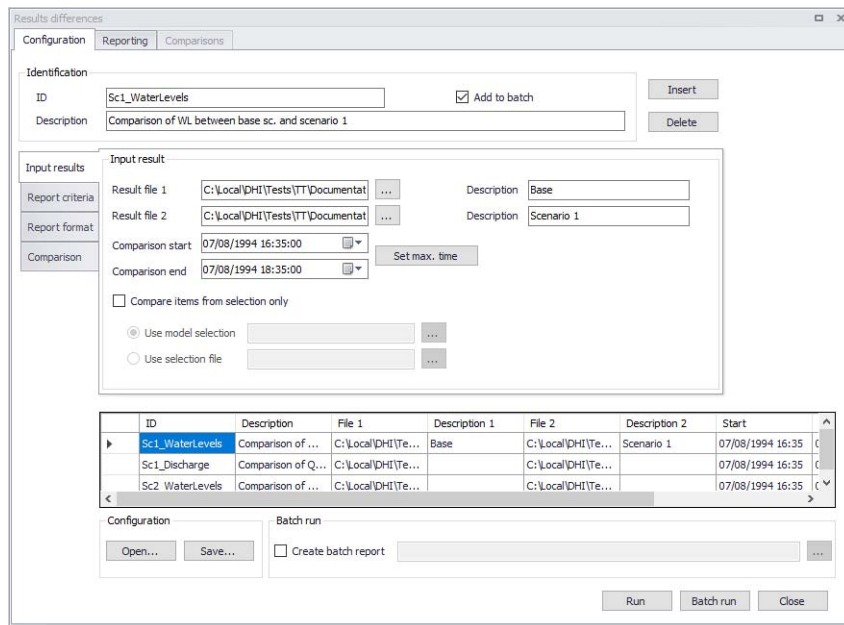 Results differences
Configuration Reporting Comparisons
Identification
ID Sc1_WaterLevels Add to batch Insert
Description Comparison of WL between base sc. and scenario 1 Delete
Input results
Report criteria
Report format
Comparison
Input result
Result file 1 C:\Local\DHI\Tests\TT\Documentat ... Description Base
Result file 2 C:\Local\DHI\Tests\TT\Documentat ... Description Scenario 1
Comparison start 07/08/1994 16:35:00
Set max. time
Comparison end 07/08/1994 18:35:00
Compare items from selection only
Use model selection ...
Use selection file ...
ID Description File 1 Description 1 File 2 Description 2 Start
Sc1_WaterLevels Comparison of ... C:\Local\DHI\Te... Base C:\Local\DHI\Te... Scenario 1 07/08/1994 16:35
Sc1_Discharge Comparison of Q... C:\Local\DHI\Te... C:\Local\DHI\Te... 07/08/1994 16:35
Sc2_WaterLevels Comparison of ... C:\Local\DHI\Te... C:\Local\DHI\Te... 07/08/1994 16:35
Configuration Batch run
Open... Save... Create batch report ...
Run Batch run Close